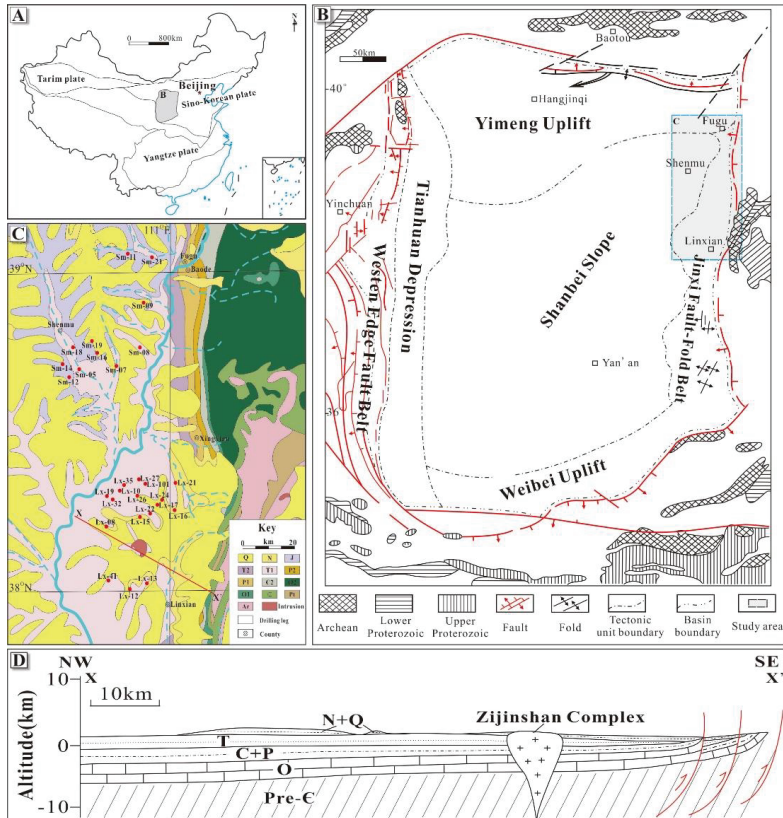 A
N
0 800km
Tarim plate
B
Beijing
Sino-Korean plate
Yangtze plate
B
50km
Baotou
40°
Hangjinqi
Yimeng Uplift
C
Fugu
Shenmu
Yinchuan
Linxian
Westen Edge Fault Belt
Tianhuan Depression
Shanbei Slope
Jinxi Fault-Fold Belt
Yan'an
36°
Weibei Uplift
Archean
Lower Proterozoic
Upper Proterozoic
Fault
Fold
Tectonic unit boundary
Basin boundary
Study area
C
111°E
39°N
Sm-11
Sm-21
Fugu
Baode
Sm-09
Shenmu
Sm-19
Sm-18
Sm-16
Sm-08
Sm-14
Sm-05
Sm-07
Sm-12
Xingxian
Lx-35
Lx-27
Lx-101
Lx-21
Lx-19
Lx-10
Lx-24
Lx-32
Lx-26
Lx-17
Lx-22
Lx-16
X
Lx-08
Lx-15
Lx-13
Lx-12
38°N
Linxian
X'
Key
0 km 20
Q N J
T2 T1 P2
P1 C2
O1 Є Pt
Ar Intrusion
Drilling log
County
D
NW
X
SE
10
10km
N+Q
Zijinshan Complex
T
0
C+P
O
Pre-Є
-10
Altitude(km)